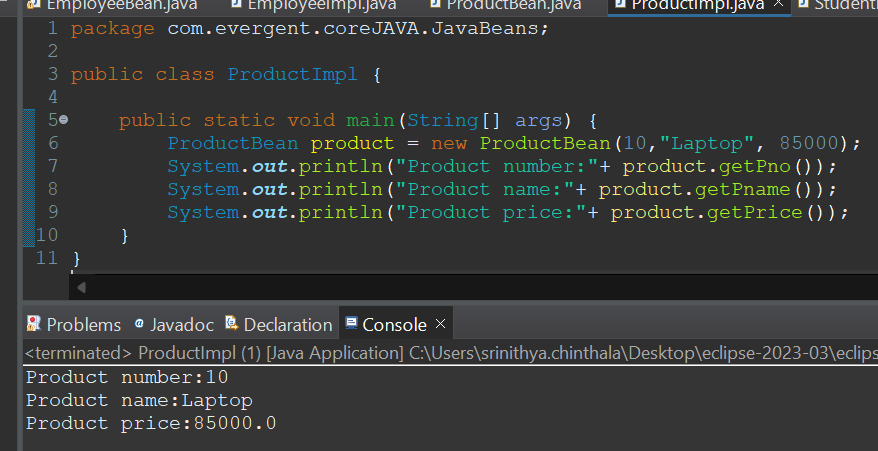 EmployeeBean.java EmployeeImpl.java ProductBean.java ProductImpl.java × Student
1 package com.evergent.coreJAVA.JavaBeans;
2
3 public class ProductImpl {
4
5 public static void main(String[] args) {
6 ProductBean product = new ProductBean(10,"Laptop", 85000);
7 System.out.println("Product number:"+ product.getPno());
8 System.out.println("Product name:"+ product.getPname());
9 System.out.println("Product price:"+ product.getPrice());
10 }
11 }
Problems @ Javadoc Declaration Console ×
<terminated> ProductImpl (1) [Java Application] C:\Users\srinithya.chinthala\Desktop\eclipse-2023-03\eclips
Product number:10
Product name:Laptop
Product price:85000.0